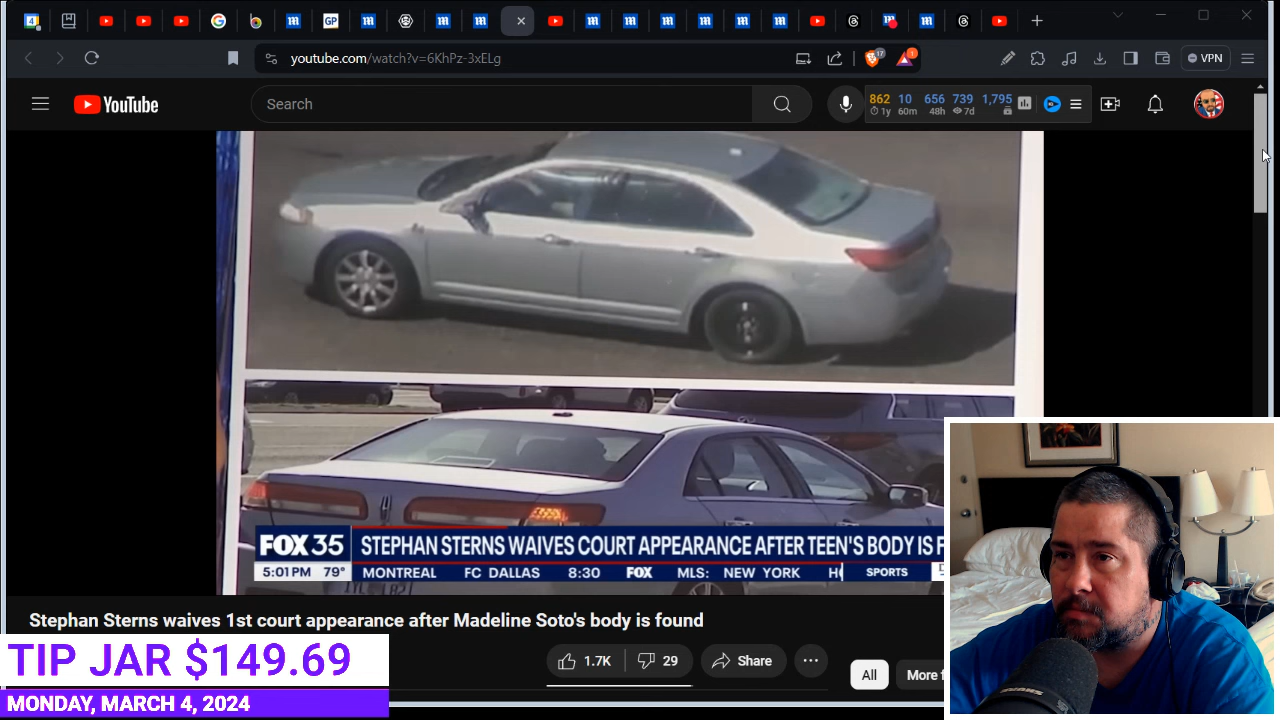 youtube.com/watch?v=6KhPz-3xELg
17
1
VPN
YouTube
Search
862 10 656 739 1,795
1y 60m 48h 7d
FOX 35
STEPHAN STERNS WAIVES COURT APPEARANCE AFTER TEEN'S BODY IS F
5:01PM 79° MONTREAL FC DALLAS 8:30 FOX MLS: NEW YORK H SPORTS
Stephan Sterns waives 1st court appearance after Madeline Soto's body is found
1.7K 29 Share ...
All More f
TIP JAR $149.69
MONDAY, MARCH 4, 2024